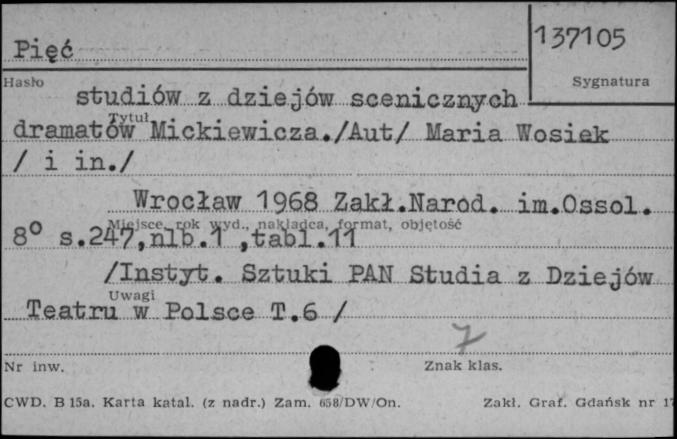 Pięć
137105
Hasło
Sygnatura
studiów z dziejów scenicznych
Tytuł
dramatów Mickiewicza./Aut/ Maria Wosiek
/ i in./
Wrocław 1968 Zakł.Narod. im.Ossol.
Miejsce, rok wyd., nakładca, format, objętość
8° s.247,nlb.1 ,tabl.11
/Instyt. Sztuki PAN Studia z Dziejów
Uwagi
Teatru w Polsce T.6 /
7
Nr inw.
Znak klas.
CWD. B 15a. Karta katal. (z nadr.) Zam. 658/DW/On.
Zakł. Graf. Gdańsk nr 17